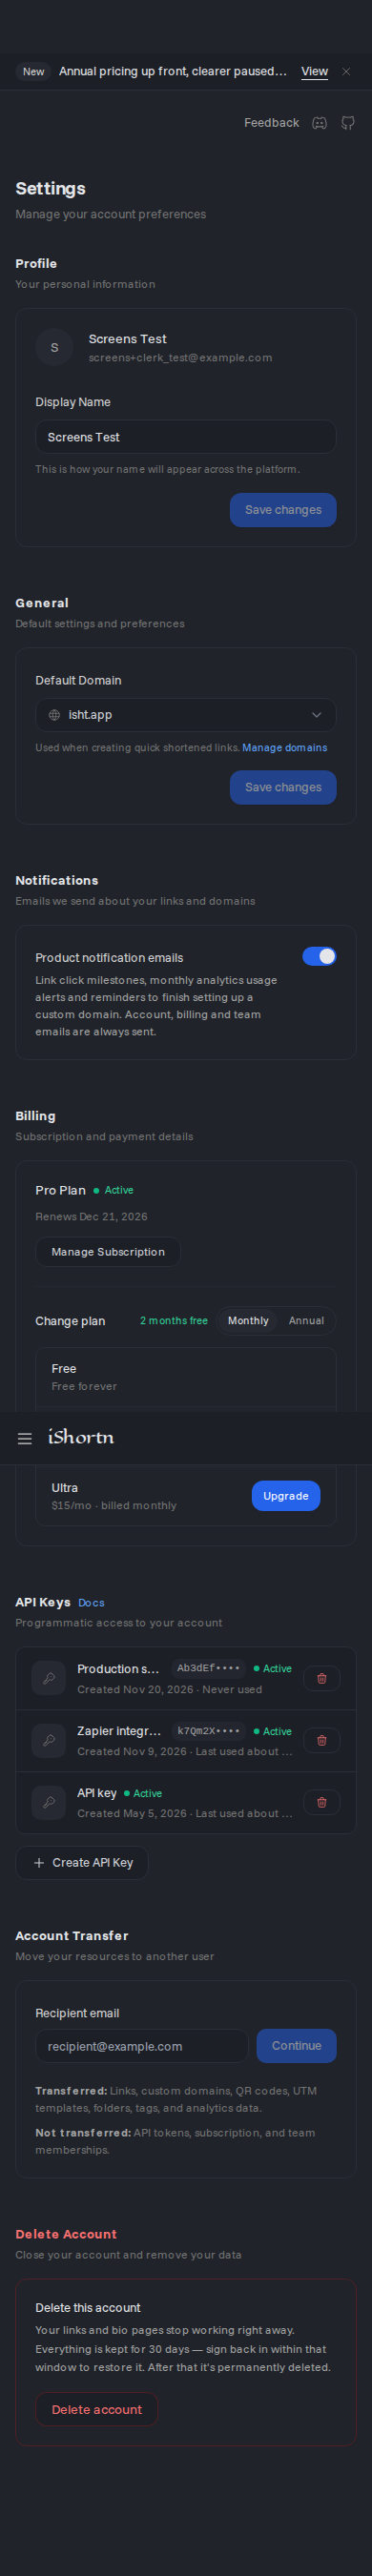 New Annual pricing up front, clearer paused... View
Feedback
Settings
Manage your account preferences
Profile
Your personal information
S
Screens Test
screens+clerk_test@example.com
Display Name
Screens Test
This is how your name will appear across the platform.
Save changes
General
Default settings and preferences
Default Domain
isht.app
Used when creating quick shortened links. Manage domains
Save changes
Notifications
Emails we send about your links and domains
Product notification emails
Link click milestones, monthly analytics usage
alerts and reminders to finish setting up a
custom domain. Account, billing and team
emails are always sent.
Billing
Subscription and payment details
Pro Plan Active
Renews Dec 21, 2026
Manage Subscription
Change plan 2 months free Monthly Annual
Free
Free forever
iShortn
Ultra
$15/mo · billed monthly
Upgrade
API Keys Docs
Programmatic access to your account
Production s... Ab3dEf•••• Active
Created Nov 20, 2026 · Never used
Zapier Integr... k7Qm2X•••• Active
Created Nov 9, 2026 · Last used about ...
API key Active
Created May 5, 2026 · Last used about ...
Create API Key
Account Transfer
Move your resources to another user
Recipient email
recipient@example.com Continue
Transferred: Links, custom domains, QR codes, UTM
templates, folders, tags, and analytics data.
Not transferred: API tokens, subscription, and team
memberships.
Delete Account
Close your account and remove your data
Delete this account
Your links and bio pages stop working right away.
Everything is kept for 30 days — sign back in within that
window to restore it. After that it's permanently deleted.
Delete account